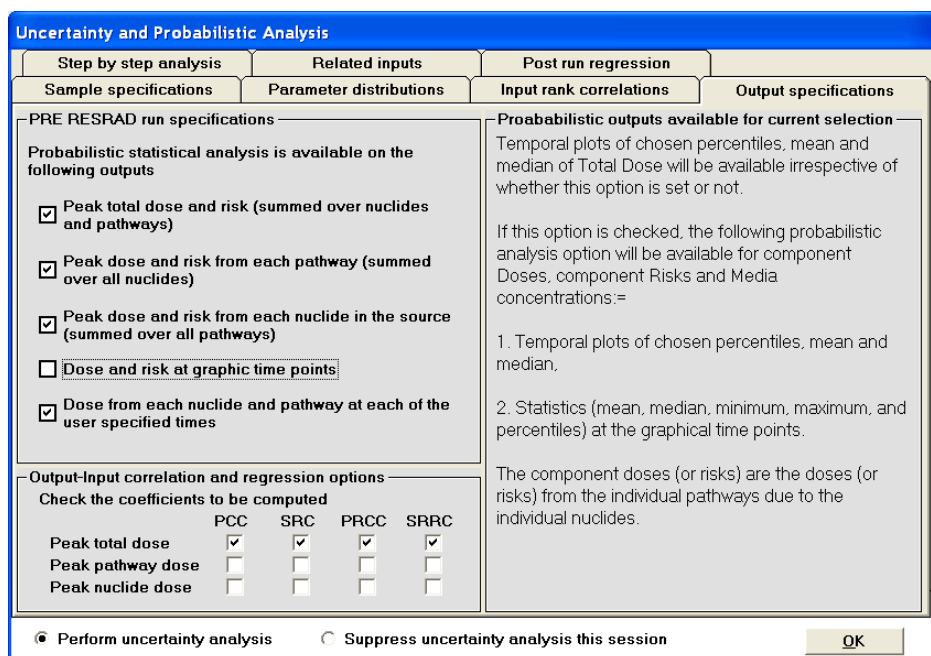 Uncertainty and Probabilistic Analysis
Step by step analysis
Related inputs
Post run regression
Sample specifications
Parameter distributions
Input rank correlations
Output specifications
PRE RESRAD run specifications
Probabilistic statistical analysis is available on the
following outputs
Peak total dose and risk (summed over nuclides
and pathways)
Peak dose and risk from each pathway (summed
over all nuclides)
Peak dose and risk from each nuclide in the source
(summed over all pathways)
Dose and risk at graphic time points
Dose from each nuclide and pathway at each of the
user specified times
Output-Input correlation and regression options
Check the coefficients to be computed
PCC SRC PRCC SRRC
Peak total dose
Peak pathway dose
Peak nuclide dose
Proababilistic outputs available for current selection
Temporal plots of chosen percentiles, mean and
median of Total Dose will be available irrespective of
whether this option is set or not.
If this option is checked, the following probabilistic
analysis option will be available for component
Doses, component Risks and Media
concentrations:=
1. Temporal plots of chosen percentiles, mean and
median,
2. Statistics (mean, median, minimum, maximum, and
percentiles) at the graphical time points.
The component doses (or risks) are the doses (or
risks) from the individual pathways due to the
individual nuclides.
Perform uncertainty analysis
Suppress uncertainty analysis this session
OK